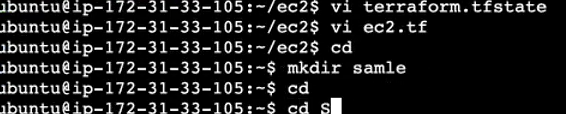 ubuntu@ip-172-31-33-105:~/ec2$ vi terraform.tfstate
ubuntu@ip-172-31-33-105:~/ec2$ vi ec2.tf
ubuntu@ip-172-31-33-105:~/ec2$ cd
ubuntu@ip-172-31-33-105:~$ mkdir samle
ubuntu@ip-172-31-33-105:~$ cd
ubuntu@ip-172-31-33-105:~$ cd S